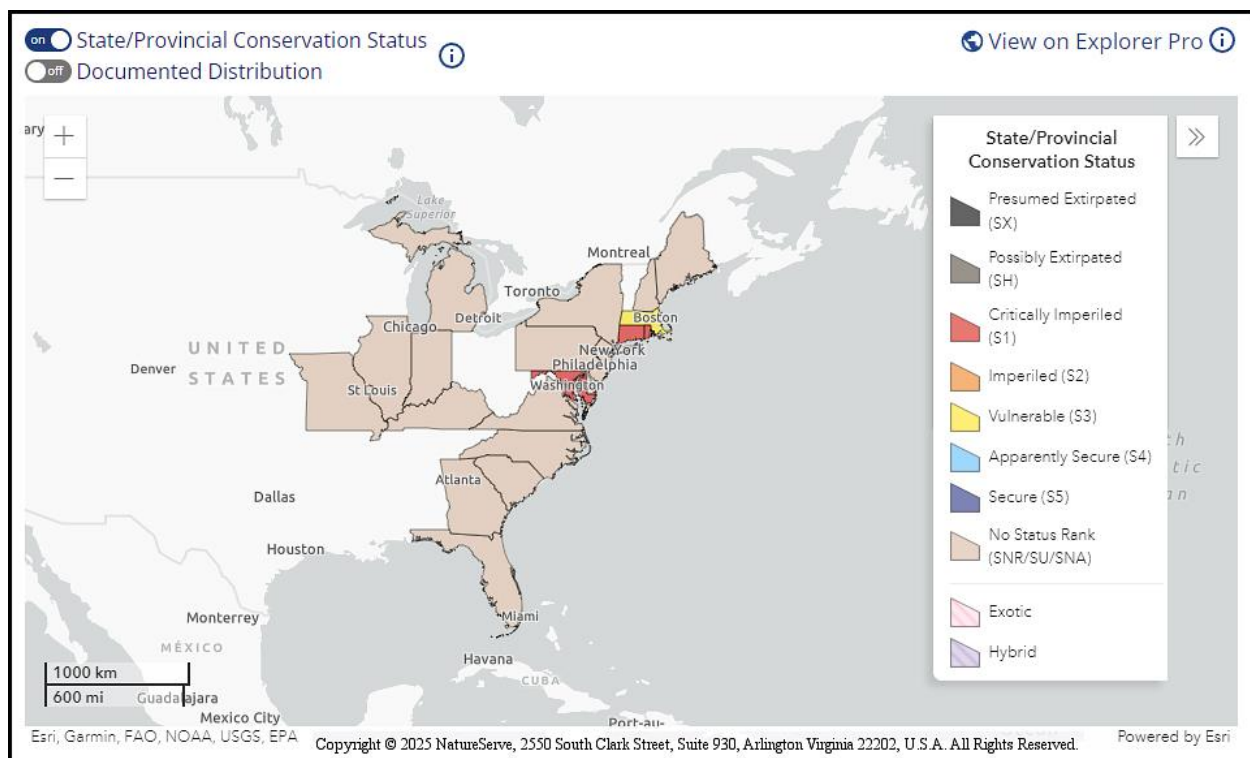 on State/Provincial Conservation Status
off Documented Distribution
View on Explorer Pro
ary
+
−
State/Provincial
Conservation Status
Presumed Extirpated
(SX)
Possibly Extirpated
(SH)
Critically Imperiled
(S1)
Imperiled (S2)
Vulnerable (S3)
Apparently Secure (S4)
Secure (S5)
No Status Rank
(SNR/SU/SNA)
Exotic
Hybrid
Lake
Superior
Montreal
Toronto
Boston
Detroit
Chicago
New York
UNITED
STATES
Philadelphia
Denver
Washington
St Louis
th
tic
an
Atlanta
Dallas
Houston
Monterrey
Miami
MÉXICO
Havana
CUBA
1000 km
600 mi
Guadalajara
Mexico City
Port-au-
Esri, Garmin, FAO, NOAA, USGS, EPA
Copyright © 2025 NatureServe, 2550 South Clark Street, Suite 930, Arlington Virginia 22202, U.S.A. All Rights Reserved.
Powered by Esri